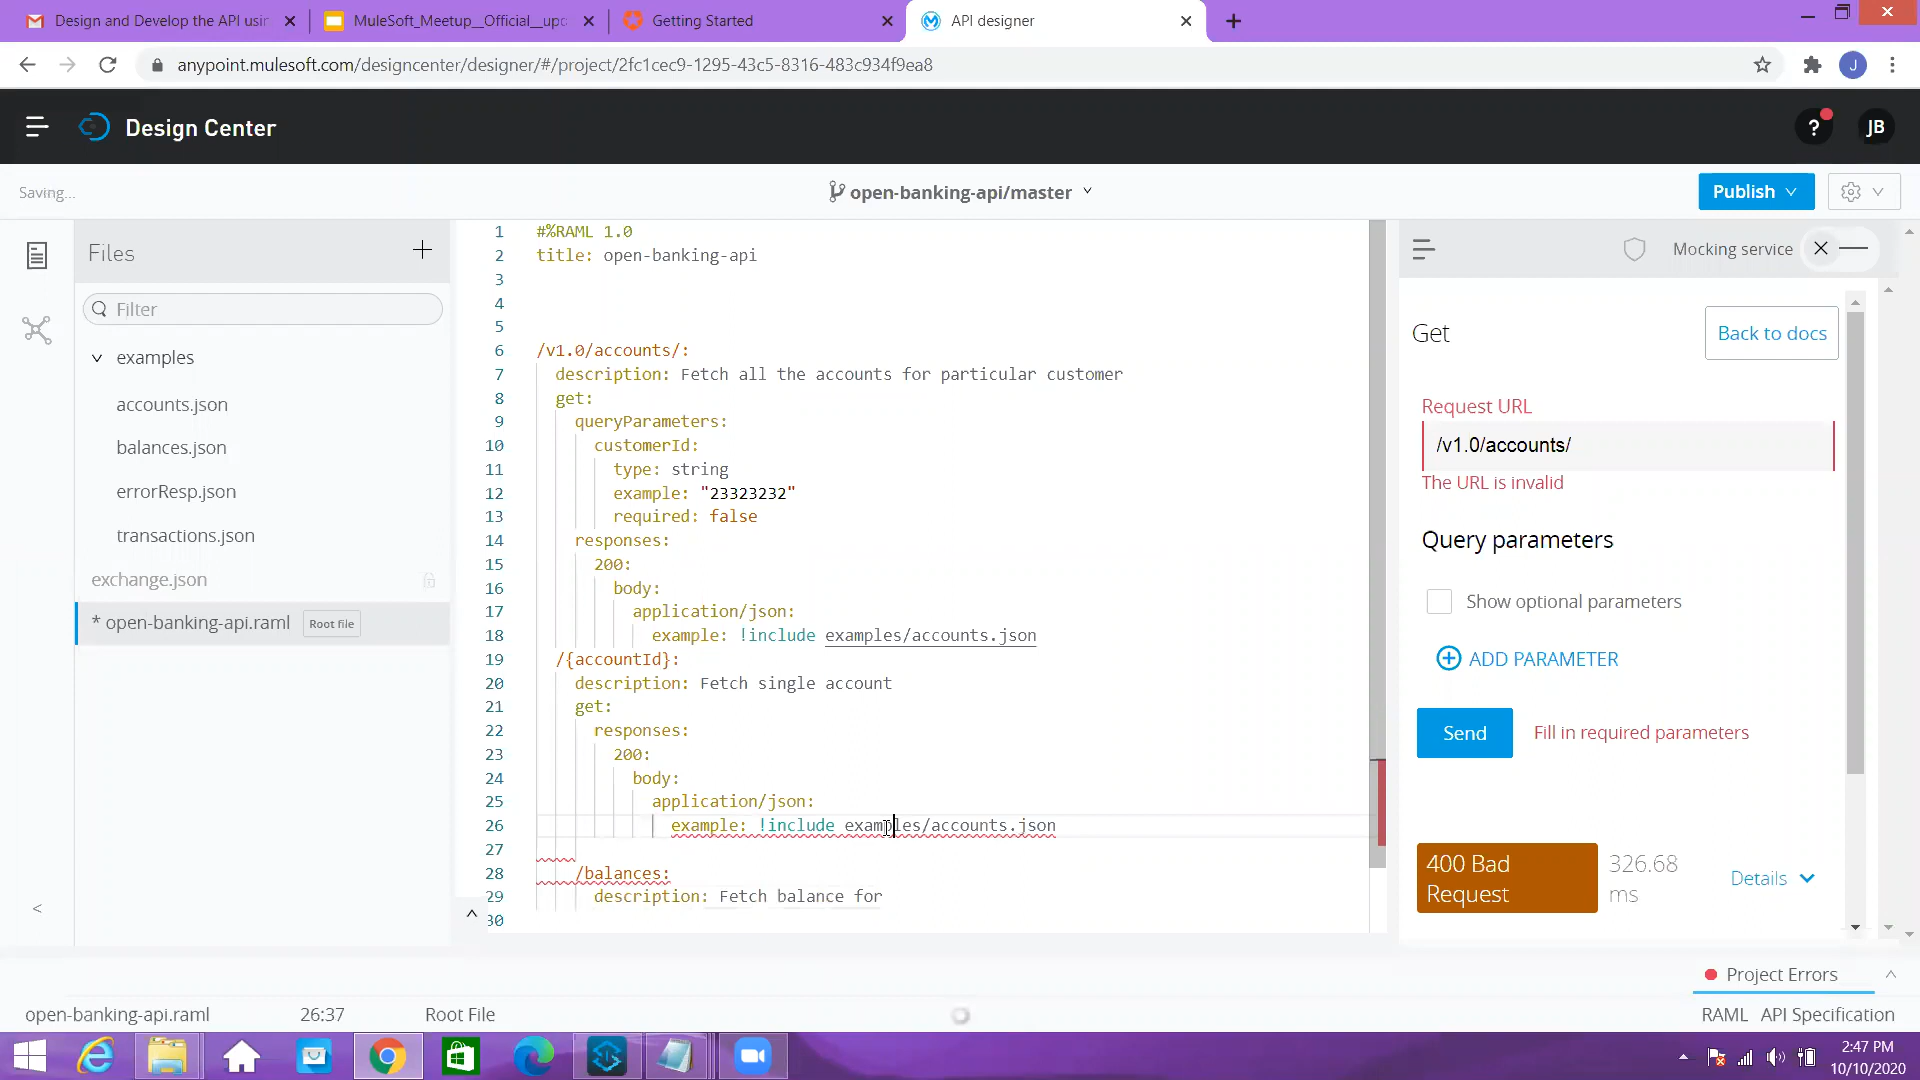 Design and Develop the API usin
MuleSoft_Meetup__Official__upd
Getting Started
API designer
anypoint.mulesoft.com/designcenter/designer/#/project/2fc1cec9-1295-43c5-8316-483c934f9ea8
J
Design Center
?
JB
Saving...
open-banking-api/master
Publish
Files
Filter
examples
accounts.json
balances.json
errorResp.json
transactions.json
exchange.json
* open-banking-api.raml
Root file
1 #%RAML 1.0
2 title: open-banking-api
3
4
5
6 /v1.0/accounts/:
7 description: Fetch all the accounts for particular customer
8 get:
9 queryParameters:
10 customerId:
11 type: string
12 example: "23323232"
13 required: false
14 responses:
15 200:
16 body:
17 application/json:
18 example: !include examples/accounts.json
19 /{accountId}:
20 description: Fetch single account
21 get:
22 responses:
23 200:
24 body:
25 application/json:
26 example: !include examples/accounts.json
27
28 /balances:
29 description: Fetch balance for
30
Mocking service
Get
Back to docs
Request URL
/v1.0/accounts/
The URL is invalid
Query parameters
Show optional parameters
ADD PARAMETER
Send
Fill in required parameters
400 Bad
Request
326.68
ms
Details
Project Errors
open-banking-api.raml
26:37
Root File
RAML API Specification
2:47 PM
10/10/2020